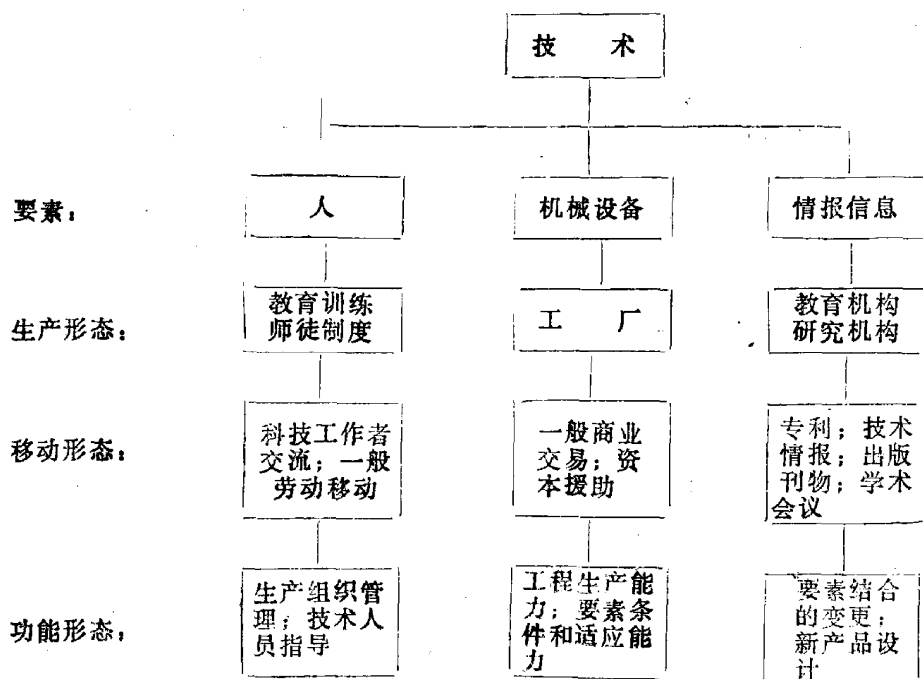 技 术
要素：
人
机械设备
情报信息
生产形态：
教育训练
师徒制度
工 厂
教育机构
研究机构
移动形态：
科技工作者
交流；一般
劳动移动
一般商业
交易；资
本援助
专利；技术
情报；出版
刊物；学术
会议
功能形态：
生产组织管
理；技术人
员指导
工程生产能
力；要素条
件和适应能
力
要素结合
的变更；
新产品设
计